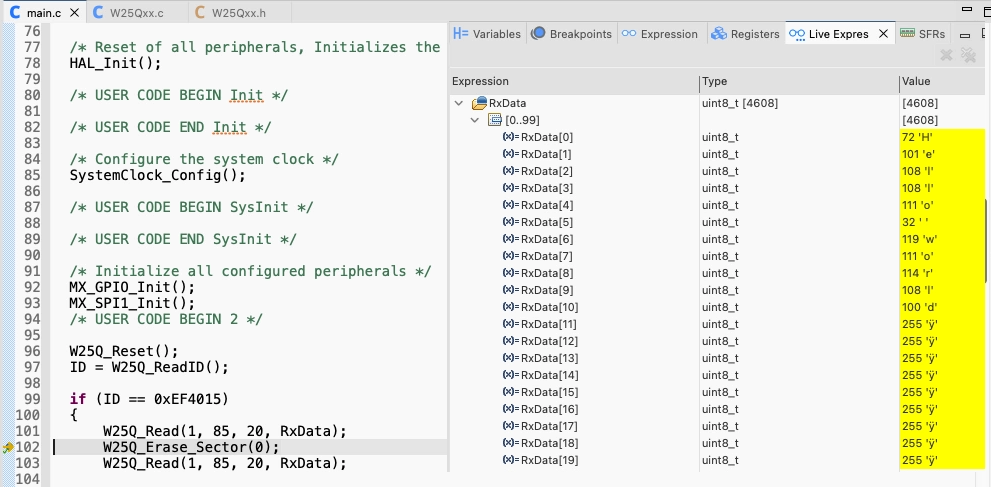 main.c
W25Qxx.c
W25Qxx.h
76
77 /* Reset of all peripherals, Initializes the
78 HAL_Init();
79
80 /* USER CODE BEGIN Init */
81
82 /* USER CODE END Init */
83
84 /* Configure the system clock */
85 SystemClock_Config();
86
87 /* USER CODE BEGIN SysInit */
88
89 /* USER CODE END SysInit */
90
91 /* Initialize all configured peripherals */
92 MX_GPIO_Init();
93 MX_SPI1_Init();
94 /* USER CODE BEGIN 2 */
95
96 W25Q_Reset();
97 ID = W25Q_ReadID();
98
99 if (ID == 0xEF4015)
100 {
101 W25Q_Read(1, 85, 20, RxData);
102 W25Q_Erase_Sector(0);
103 W25Q_Read(1, 85, 20, RxData);
104
Variables Breakpoints Expression Registers Live Expres SFRs
Expression Type Value
RxData uint8_t [4608] [4608]
[0..99] [4608]
RxData[0] uint8_t 72 'H'
RxData[1] uint8_t 101 'e'
RxData[2] uint8_t 108 'l'
RxData[3] uint8_t 108 'l'
RxData[4] uint8_t 111 'o'
RxData[5] uint8_t 32 ' '
RxData[6] uint8_t 119 'w'
RxData[7] uint8_t 111 'o'
RxData[8] uint8_t 114 'r'
RxData[9] uint8_t 108 'l'
RxData[10] uint8_t 100 'd'
RxData[11] uint8_t 255 'ÿ'
RxData[12] uint8_t 255 'ÿ'
RxData[13] uint8_t 255 'ÿ'
RxData[14] uint8_t 255 'ÿ'
RxData[15] uint8_t 255 'ÿ'
RxData[16] uint8_t 255 'ÿ'
RxData[17] uint8_t 255 'ÿ'
RxData[18] uint8_t 255 'ÿ'
RxData[19] uint8_t 255 'ÿ'